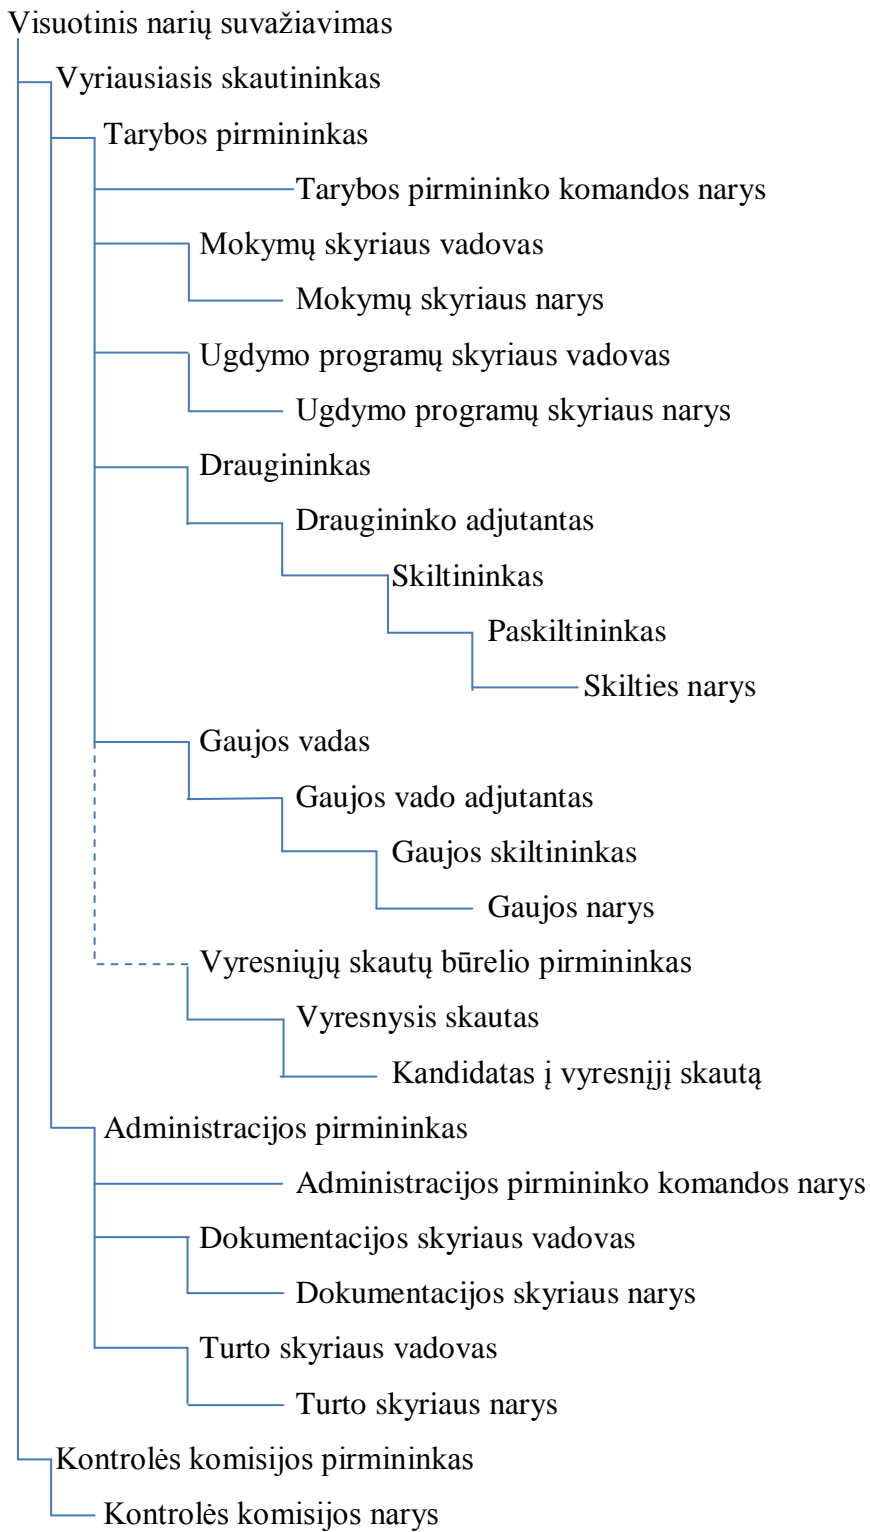 Visuotinis narių suvažiavimas
Vyriausiasis skautininkas
Tarybos pirmininkas
Tarybos pirmininko komandos narys
Mokymų skyriaus vadovas
Mokymų skyriaus narys
Ugdymo programų skyriaus vadovas
Ugdymo programų skyriaus narys
Draugininkas
Draugininko adjutantas
Skiltininkas
Paskiltininkas
Skilties narys
Gaujos vadas
Gaujos vado adjutantas
Gaujos skiltininkas
Gaujos narys
Vyresniųjų skautų būrelio pirmininkas
Vyresnysis skautas
Kandidatas į vyresnįjį skautą
Administracijos pirmininkas
Administracijos pirmininko komandos narys
Dokumentacijos skyriaus vadovas
Dokumentacijos skyriaus narys
Turto skyriaus vadovas
Turto skyriaus narys
Kontrolės komisijos pirmininkas
Kontrolės komisijos narys